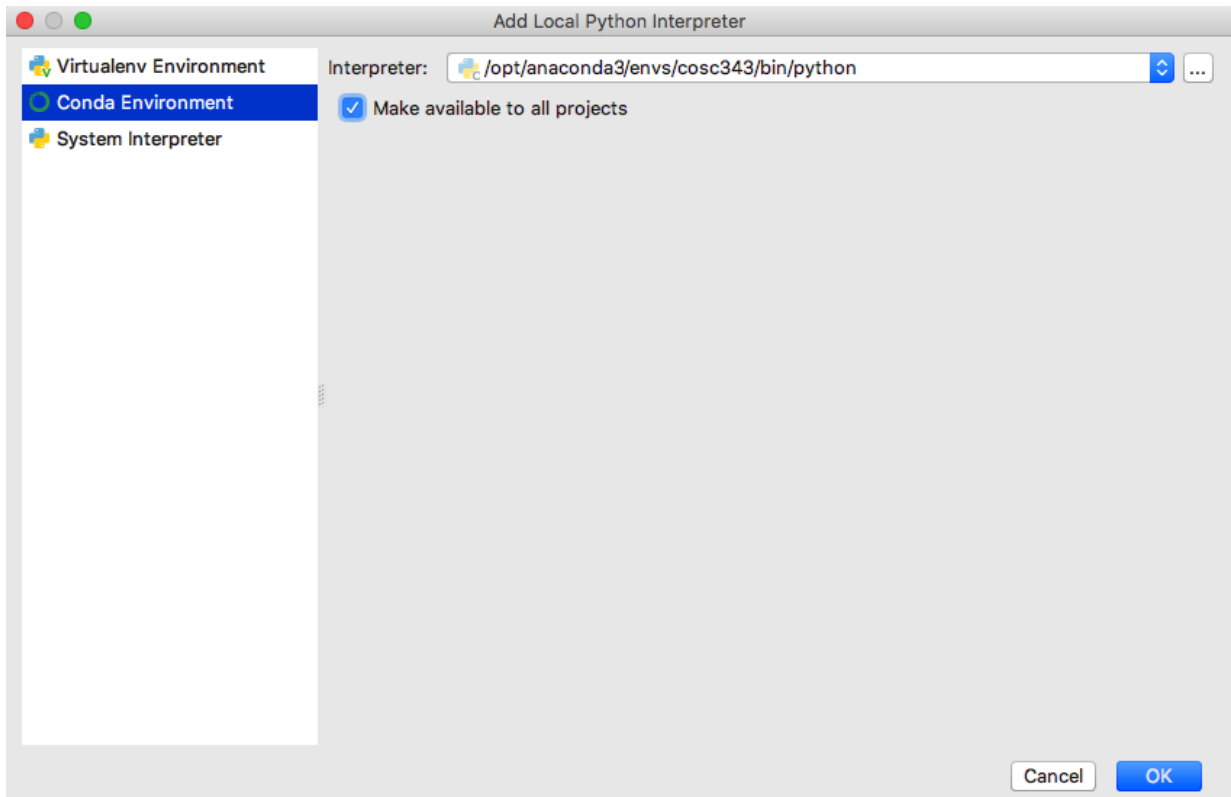 Add Local Python Interpreter
Virtualenv Environment
Conda Environment
System Interpreter
Interpreter: /opt/anaconda3/envs/cosc343/bin/python ...
Make available to all projects
Cancel OK